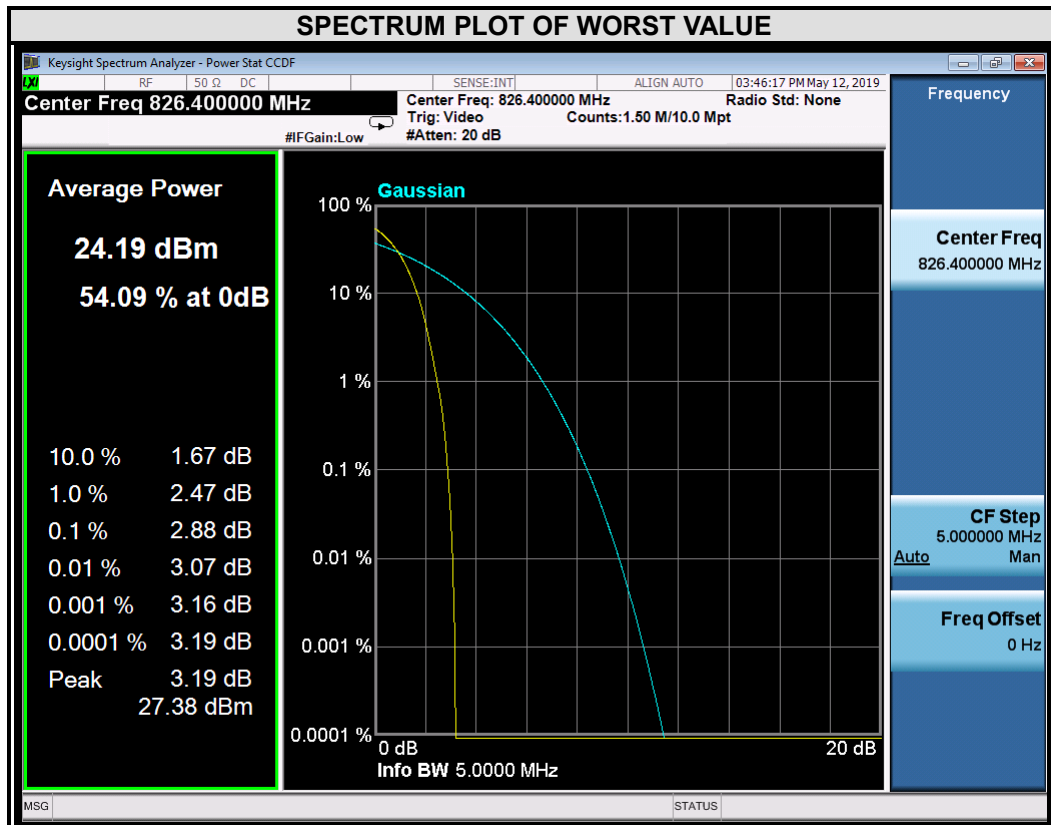 SPECTRUM PLOT OF WORST VALUE
Keysight Spectrum Analyzer - Power Stat CCDF
LXI RF 50 Ω DC SENSE:INT ALIGN AUTO 03:46:17 PM May 12, 2019
Center Freq 826.400000 MHz
#IFGain:Low
Center Freq: 826.400000 MHz Radio Std: None
Trig: Video Counts:1.50 M/10.0 Mpt
#Atten: 20 dB
Frequency
Average Power
24.19 dBm
54.09 % at 0dB
10.0 % 1.67 dB
1.0 % 2.47 dB
0.1 % 2.88 dB
0.01 % 3.07 dB
0.001 % 3.16 dB
0.0001 % 3.19 dB
Peak 3.19 dB
27.38 dBm
Gaussian
100 %
10 %
1 %
0.1 %
0.01 %
0.001 %
0.0001 %
0 dB 20 dB
Info BW 5.0000 MHz
Center Freq
826.400000 MHz
CF Step
5.000000 MHz
Auto Man
Freq Offset
0 Hz
MSG STATUS